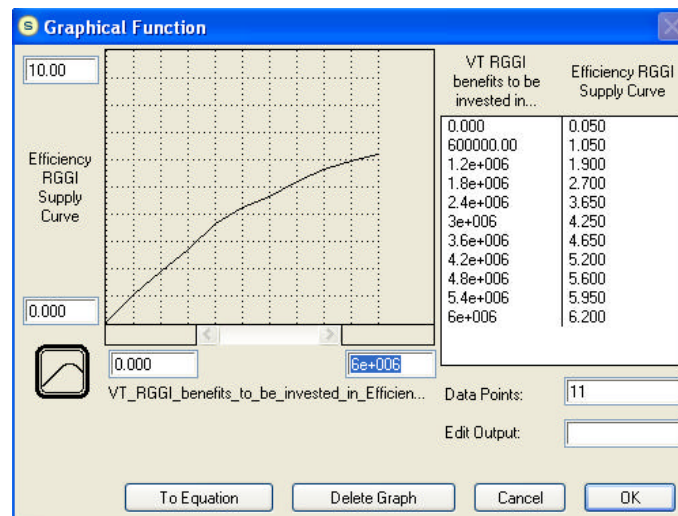 S Graphical Function
10.00
Efficiency
RGGI
Supply
Curve
0.000
0.000
6e+006
VT_RGGI_benefits_to_be_invested_in_Efficien...
VT RGGI
benefits to be
invested in...
Efficiency RGGI
Supply Curve
0.000 0.050
600000.00 1.050
1.2e+006 1.900
1.8e+006 2.700
2.4e+006 3.650
3e+006 4.250
3.6e+006 4.650
4.2e+006 5.200
4.8e+006 5.600
5.4e+006 5.950
6e+006 6.200
Data Points: 11
Edit Output:
To Equation
Delete Graph
Cancel
OK